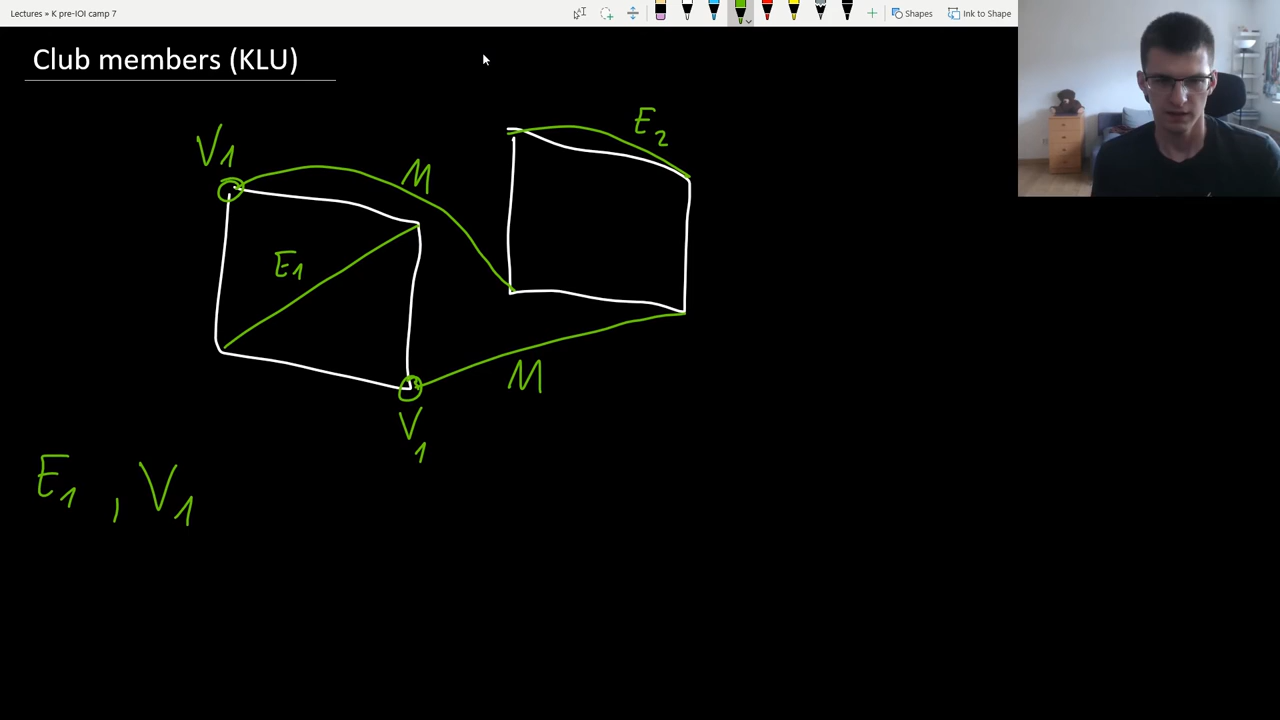 Lectures » K pre-IOI camp 7
Shapes
Ink to Shape
Club members (KLU)
E₂
V₁
M
E₁
M
V₁
E₁ , V₁